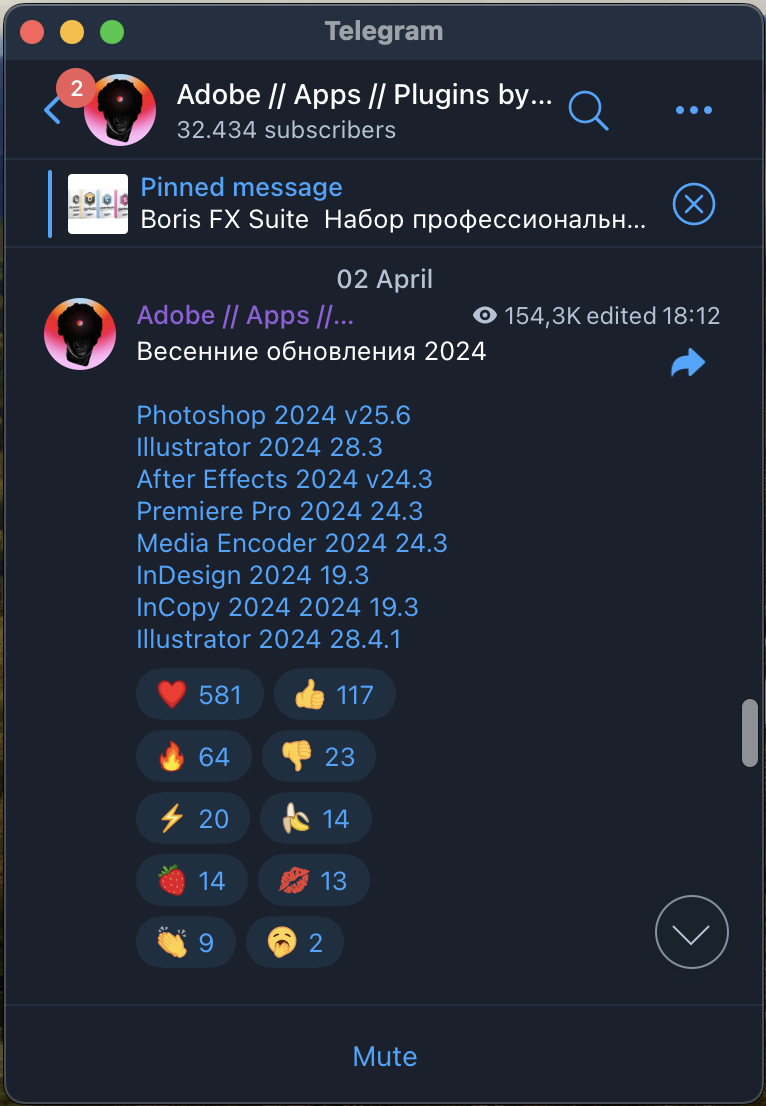 Telegram
2
Adobe // Apps // Plugins by...
32.434 subscribers
Pinned message
Boris FX Suite  Набор профессиональн...
02 April
Adobe // Apps //...
154,3K edited 18:12
Весенние обновления 2024
Photoshop 2024 v25.6
Illustrator 2024 28.3
After Effects 2024 v24.3
Premiere Pro 2024 24.3
Media Encoder 2024 24.3
InDesign 2024 19.3
InCopy 2024 2024 19.3
Illustrator 2024 28.4.1
❤️ 581 👍 117
🔥 64 👎 23
⚡ 20 🍌 14
🍓 14 💋 13
👏 9 🥱 2
Mute